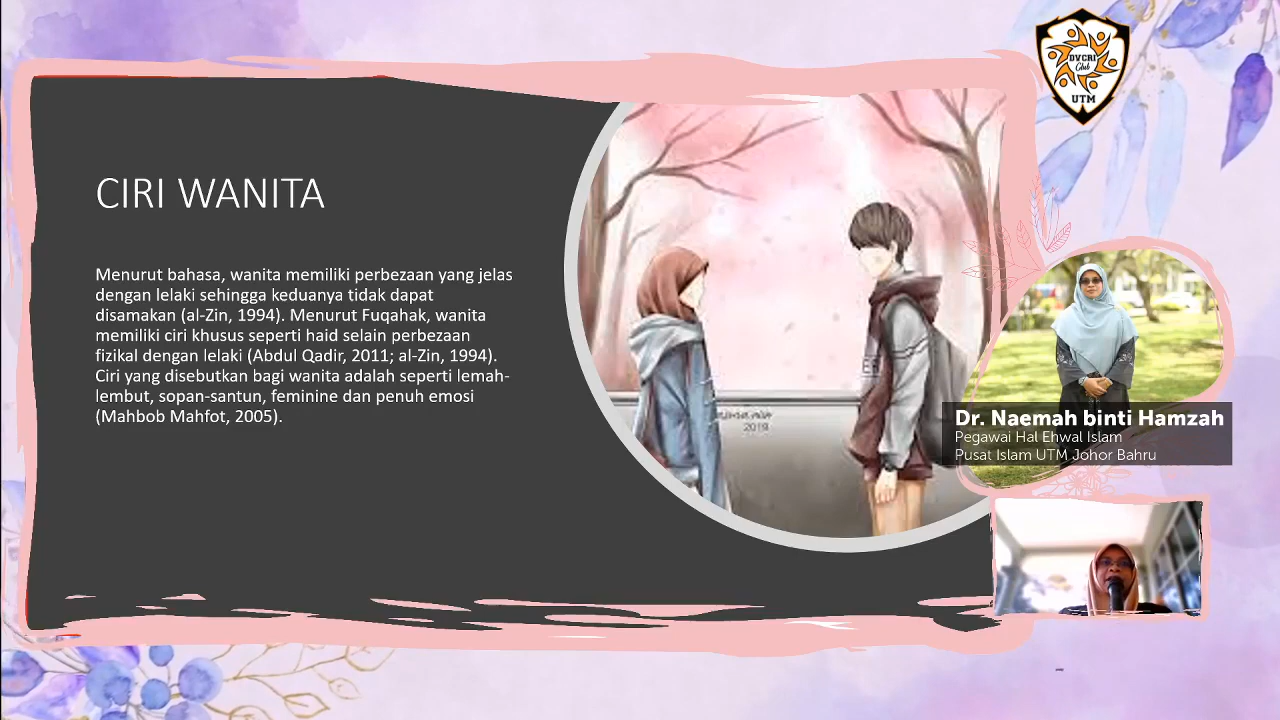 CIRI WANITA
Menurut bahasa, wanita memiliki perbezaan yang jelas
dengan lelaki sehingga keduanya tidak dapat
disamakan (al-Zin, 1994). Menurut Fuqahak, wanita
memiliki ciri khusus seperti haid selain perbezaan
fizikal dengan lelaki (Abdul Qadir, 2011; al-Zin, 1994).
Ciri yang disebutkan bagi wanita adalah seperti lemah-
lembut, sopan-santun, feminine dan penuh emosi
(Mahbob Mahfot, 2005).
2019
DVCRI
Club
UTM
Dr. Naemah binti Hamzah
Pegawai Hal Ehwal Islam
Pusat Islam UTM Johor Bahru